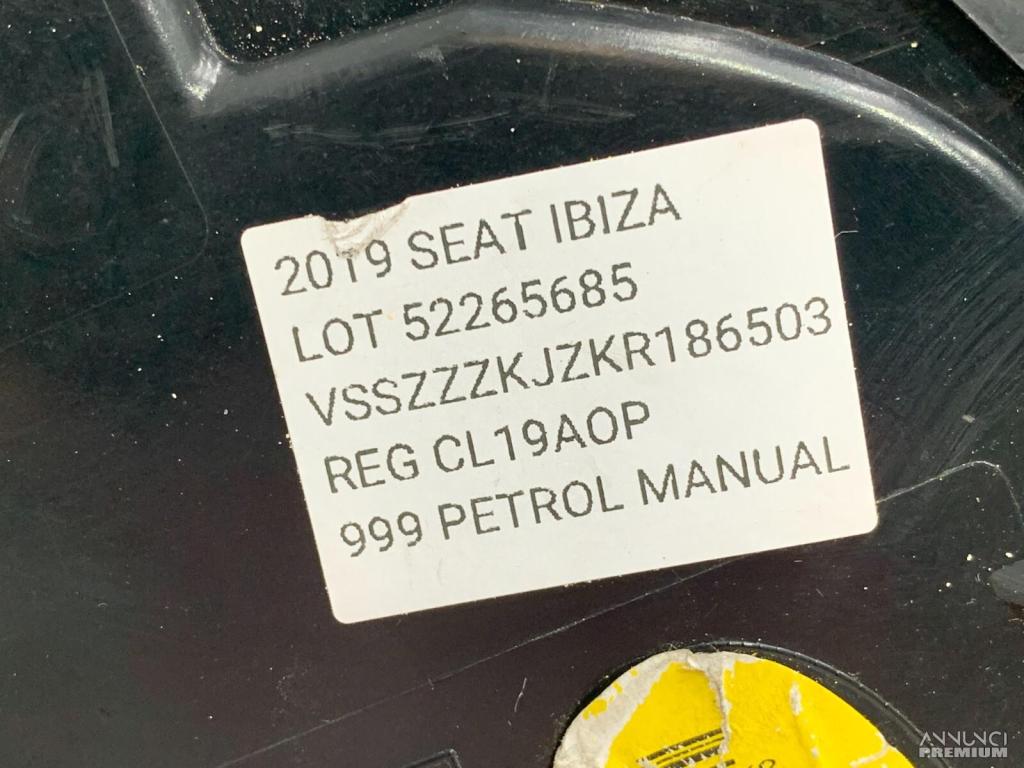 2019 SEAT IBIZA
LOT 52265685
VSSZZZKJZKR186503
REG CL19AOP
999 PETROL MANUAL
ANNUNCI
PREMIUM